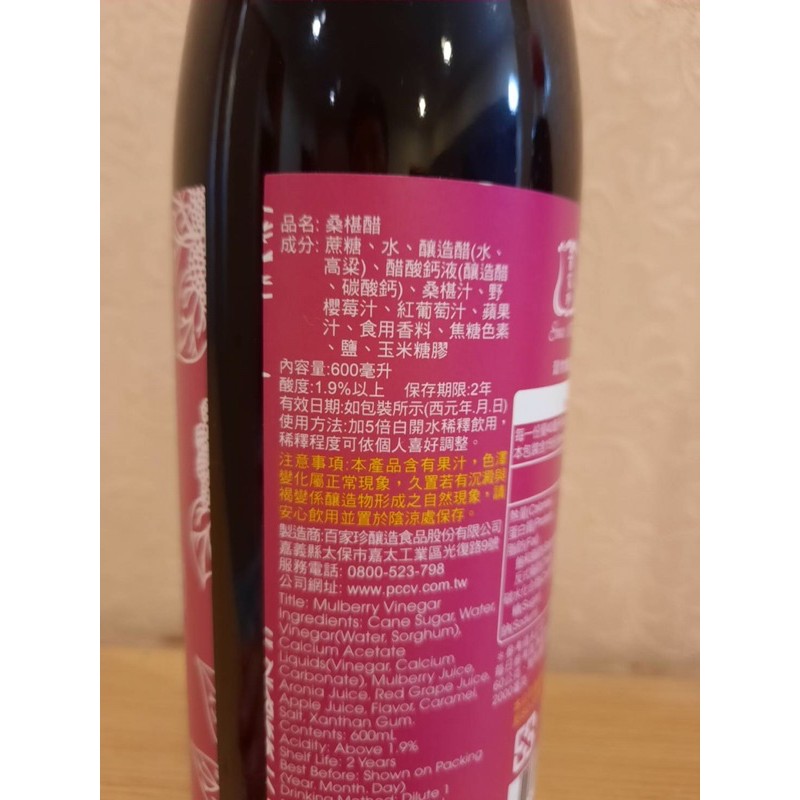 品名: 桑椹醋
成分: 蔗糖、水、釀造醋(水、
高粱)、醋酸鈣液(釀造醋
、碳酸鈣)、桑椹汁、野
櫻莓汁、紅葡萄汁、蘋果
汁、食用香料、焦糖色素
、鹽、玉米糖膠
內容量:600毫升
酸度:1.9%以上 保存期限:2年
有效日期:如包裝所示(西元年.月.日)
使用方法:加5倍白開水稀釋飲用,
稀釋程度可依個人喜好調整。
注意事項:本產品含有果汁，色澤
變化屬正常現象，久置若有沉澱與
褐變係釀造物形成之自然現象，請
安心飲用並置於陰涼處保存。
製造商:百家珍釀造食品股份有限公司
嘉義縣太保市嘉太工業區光復路9號
服務電話: 0800-523-798
公司網址: www.pccv.com.tw
Title: Mulberry Vinegar
Ingredients: Cane Sugar, Water,
Vinegar(Water, Sorghum),
Calcium Acetate
Liquids(Vinegar, Calcium
Carbonate), Mulberry Juice,
Aronia Juice, Red Grape Juice,
Apple Juice, Flavor, Caramel,
Salt, Xanthan Gum.
Contents: 600mL
Acidity: Above 1.9%
Shelf Life: 2 Years
Best Before: Shown on Packing
(Year. Month. Day)
Drinking Method: Dilute 1
每一份量
本包裝含